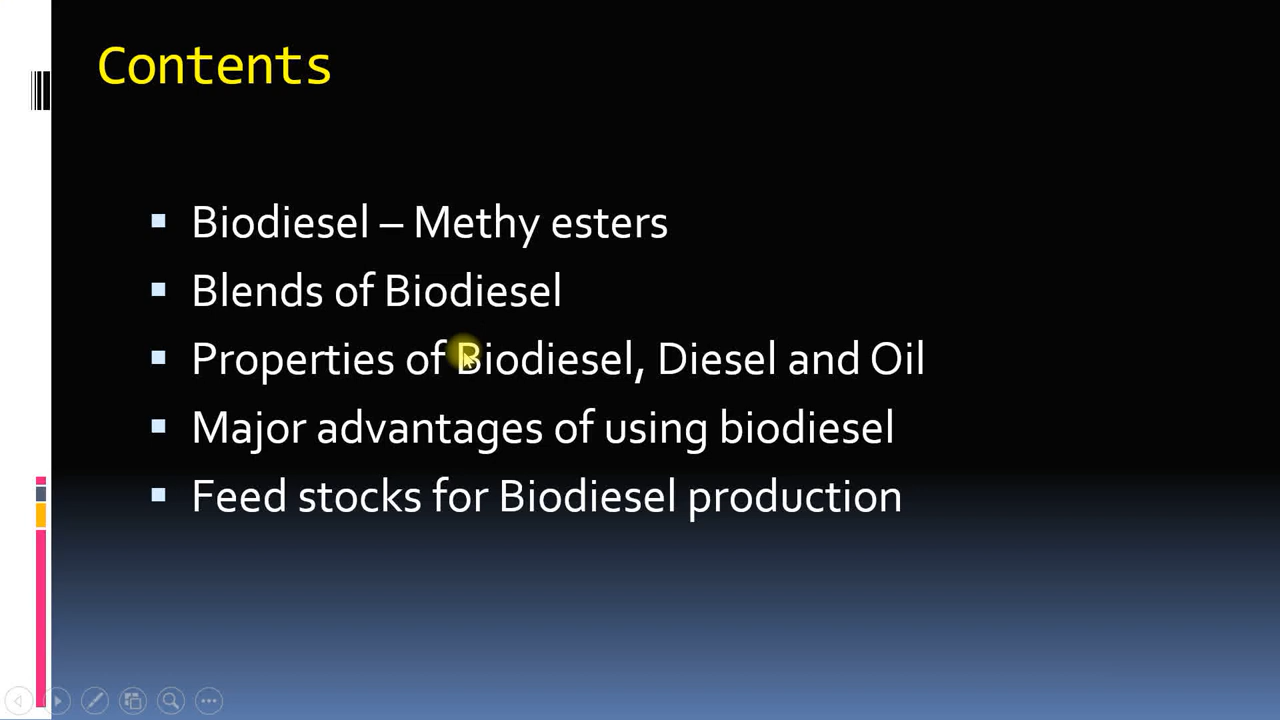 Contents
Biodiesel – Methy esters
Blends of Biodiesel
Properties of Biodiesel, Diesel and Oil
Major advantages of using biodiesel
Feed stocks for Biodiesel production